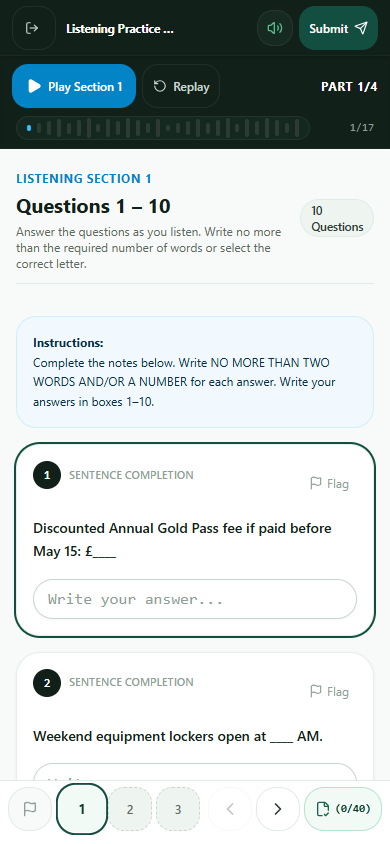 Listening Practice ...
Submit
Play Section 1
Replay
PART 1/4
1/17
LISTENING SECTION 1
Questions 1 – 10
10
Questions
Answer the questions as you listen. Write no more
than the required number of words or select the
correct letter.
Instructions:
Complete the notes below. Write NO MORE THAN TWO
WORDS AND/OR A NUMBER for each answer. Write your
answers in boxes 1–10.
1 SENTENCE COMPLETION
Flag
Discounted Annual Gold Pass fee if paid before
May 15: £____
Write your answer...
2 SENTENCE COMPLETION
Flag
Weekend equipment lockers open at ____ AM.
1
2
3
(0/40)